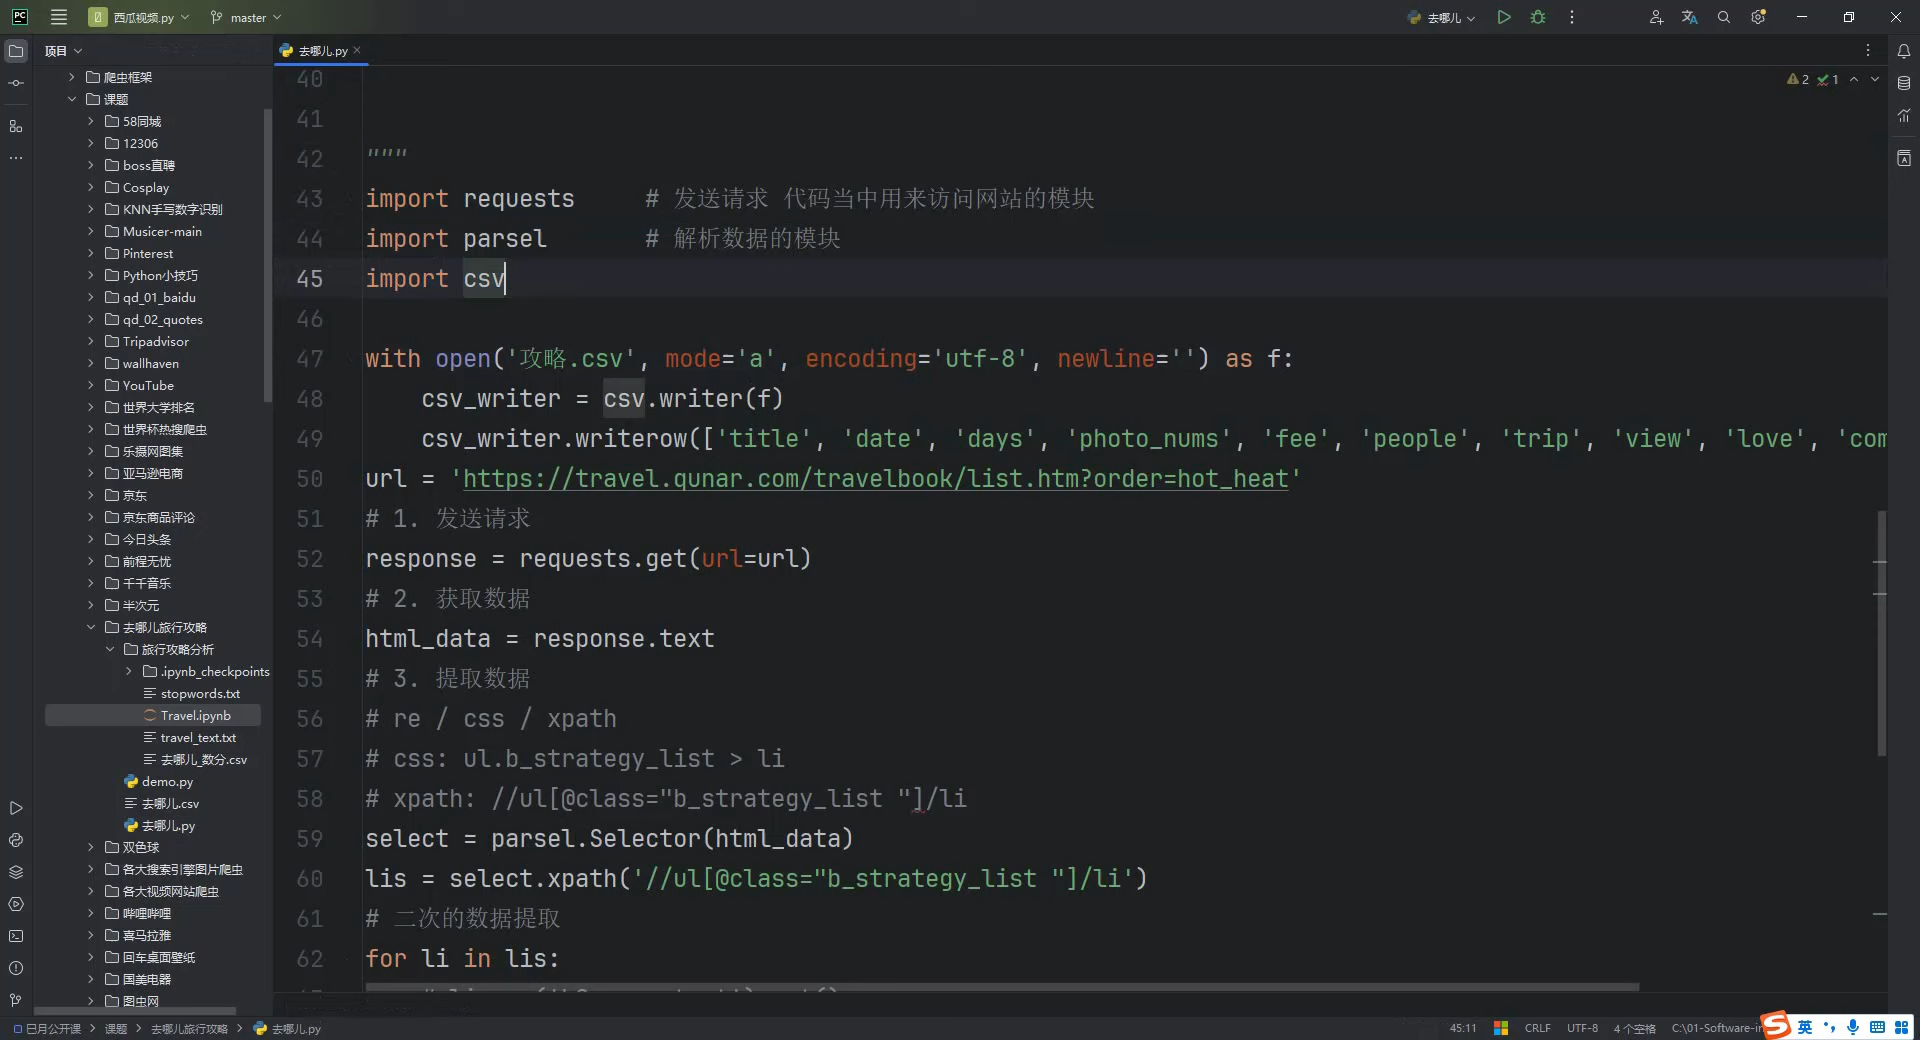 PC
西瓜视频.py
master
去哪儿
项目
去哪儿.py
爬虫框架
课题
58同城
12306
boss直聘
Cosplay
KNN手写数字识别
Musicer-main
Pinterest
Python小技巧
qd_01_baidu
qd_02_quotes
Tripadvisor
wallhaven
YouTube
世界大学排名
世界杯热搜爬虫
乐摄网图集
亚马逊电商
京东
京东商品评论
今日头条
前程无忧
千千音乐
半次元
去哪儿旅行攻略
旅行攻略分析
.ipynb_checkpoints
stopwords.txt
Travel.ipynb
travel_text.txt
去哪儿_数分.csv
demo.py
去哪儿.csv
去哪儿.py
双色球
各大搜索引擎图片爬虫
各大视频网站爬虫
哔哩哔哩
喜马拉雅
回车桌面壁纸
国美电器
图虫网
2 1
40
41
42 """
43 import requests # 发送请求 代码当中用来访问网站的模块
44 import parsel # 解析数据的模块
45 import csv
46
47 with open('攻略.csv', mode='a', encoding='utf-8', newline='') as f:
48 csv_writer = csv.writer(f)
49 csv_writer.writerow(['title', 'date', 'days', 'photo_nums', 'fee', 'people', 'trip', 'view', 'love', 'com
50 url = 'https://travel.qunar.com/travelbook/list.htm?order=hot_heat'
51 # 1. 发送请求
52 response = requests.get(url=url)
53 # 2. 获取数据
54 html_data = response.text
55 # 3. 提取数据
56 # re / css / xpath
57 # css: ul.b_strategy_list > li
58 # xpath: //ul[@class="b_strategy_list "]/li
59 select = parsel.Selector(html_data)
60 lis = select.xpath('//ul[@class="b_strategy_list "]/li')
61 # 二次的数据提取
62 for li in lis:
巳月公开课 > 课题 > 去哪儿旅行攻略 > 去哪儿.py
45:11 CRLF UTF-8 4 个空格 C:\01-Software-in
英